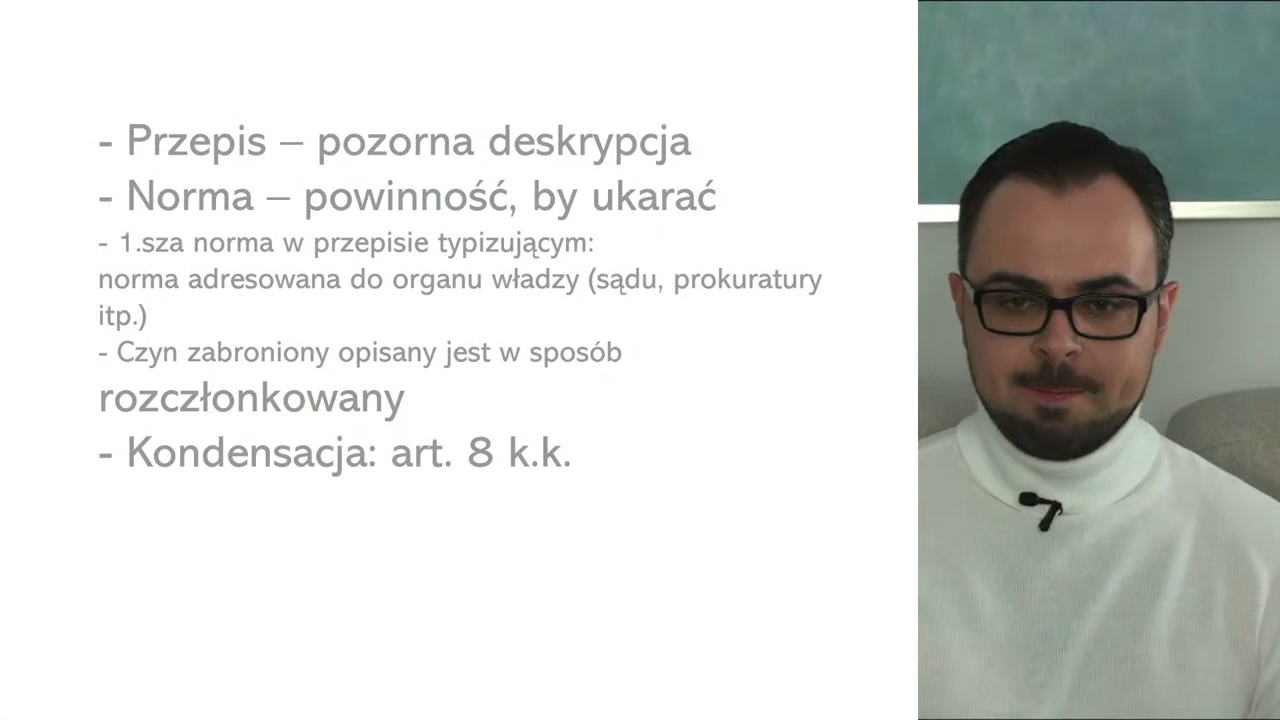 - Przepis – pozorna deskrypcja
- Norma – powinność, by ukarać
- 1.sza norma w przepisie typizującym:
norma adresowana do organu władzy (sądu, prokuratury
itp.)
- Czyn zabroniony opisany jest w sposób
rozczłonkowany
- Kondensacja: art. 8 k.k.